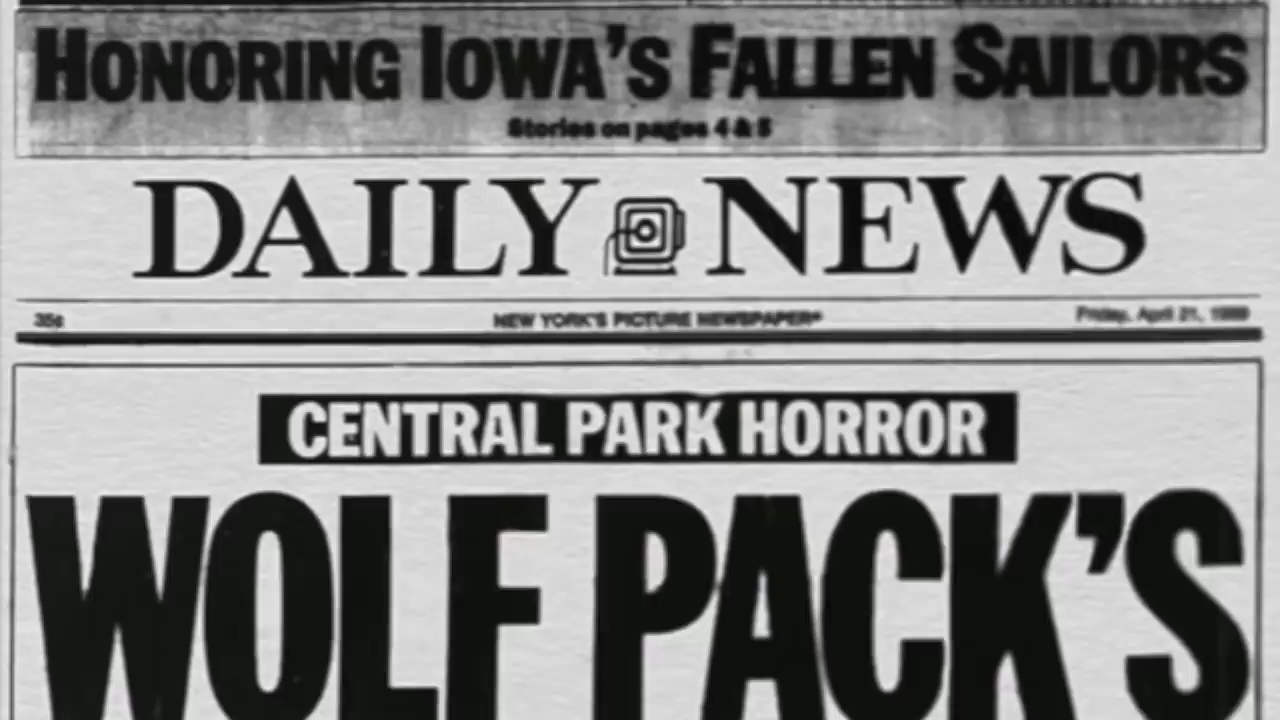 HONORING IOWA'S FALLEN SAILORS
Stories on pages 4 & 5
DAILY NEWS
35¢ NEW YORK'S PICTURE NEWSPAPER® Friday, April 21, 1989
CENTRAL PARK HORROR
WOLF PACK'S